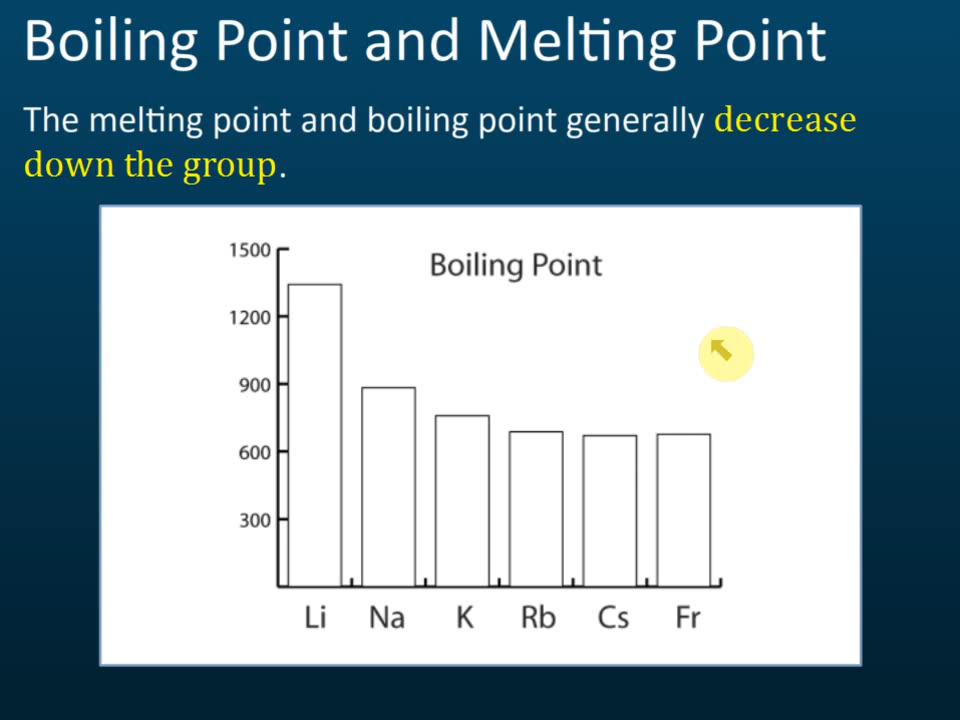 Boiling Point and Melting Point
The melting point and boiling point generally decrease
down the group.
Boiling Point
1500
1200
900
600
300
Li Na K Rb Cs Fr